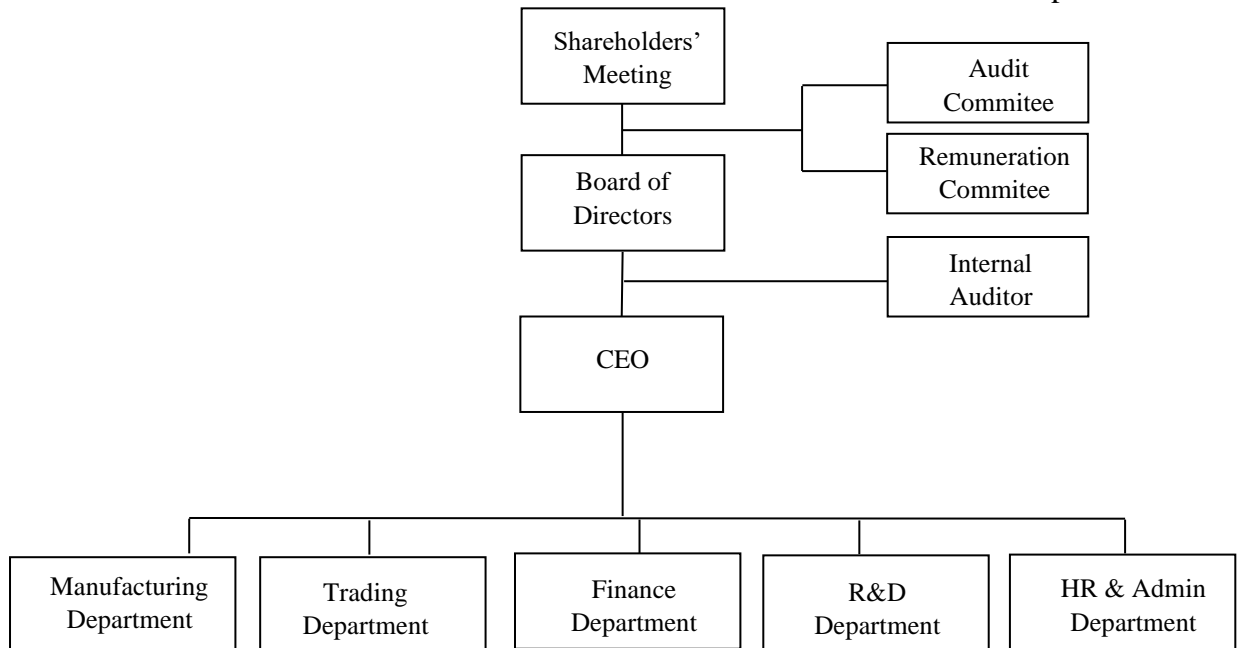 Shareholders’
Meeting
Audit
Commitee
Remuneration
Commitee
Board of
Directors
Internal
Auditor
CEO
Manufacturing
Department
Trading
Department
Finance
Department
R&D
Department
HR & Admin
Department